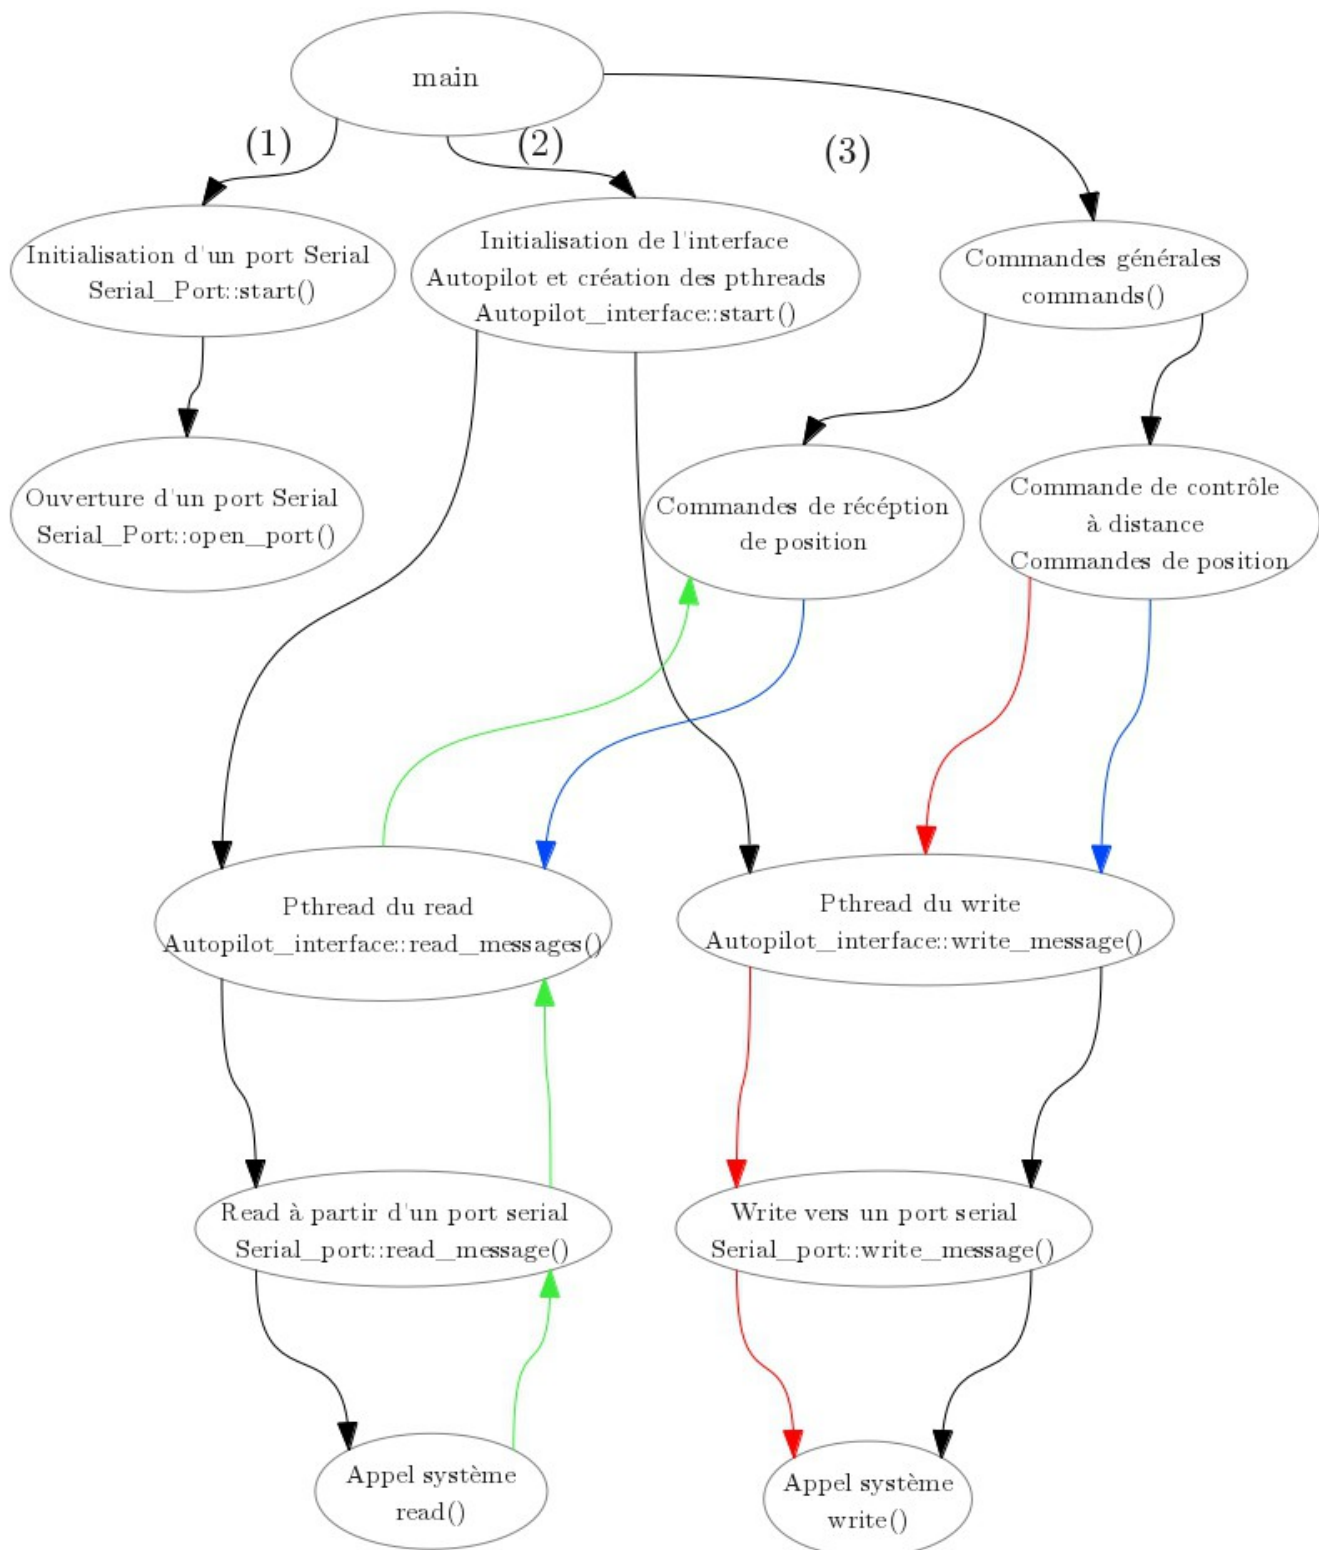 main
(1)
(2)
(3)
Initialisation d'un port Serial
Serial_Port::start()
Initialisation de l'interface
Autopilot et création des pthreads
Autopilot_interface::start()
Commandes générales
commands()
Ouverture d'un port Serial
Serial_Port::open_port()
Commandes de récéption
de position
Commande de contrôle
à distance
Commandes de position
Pthread du read
Autopilot_interface::read_messages()
Pthread du write
Autopilot_interface::write_message()
Read à partir d'un port serial
Serial_port::read_message()
Write vers un port serial
Serial_port::write_message()
Appel système
read()
Appel système
write()